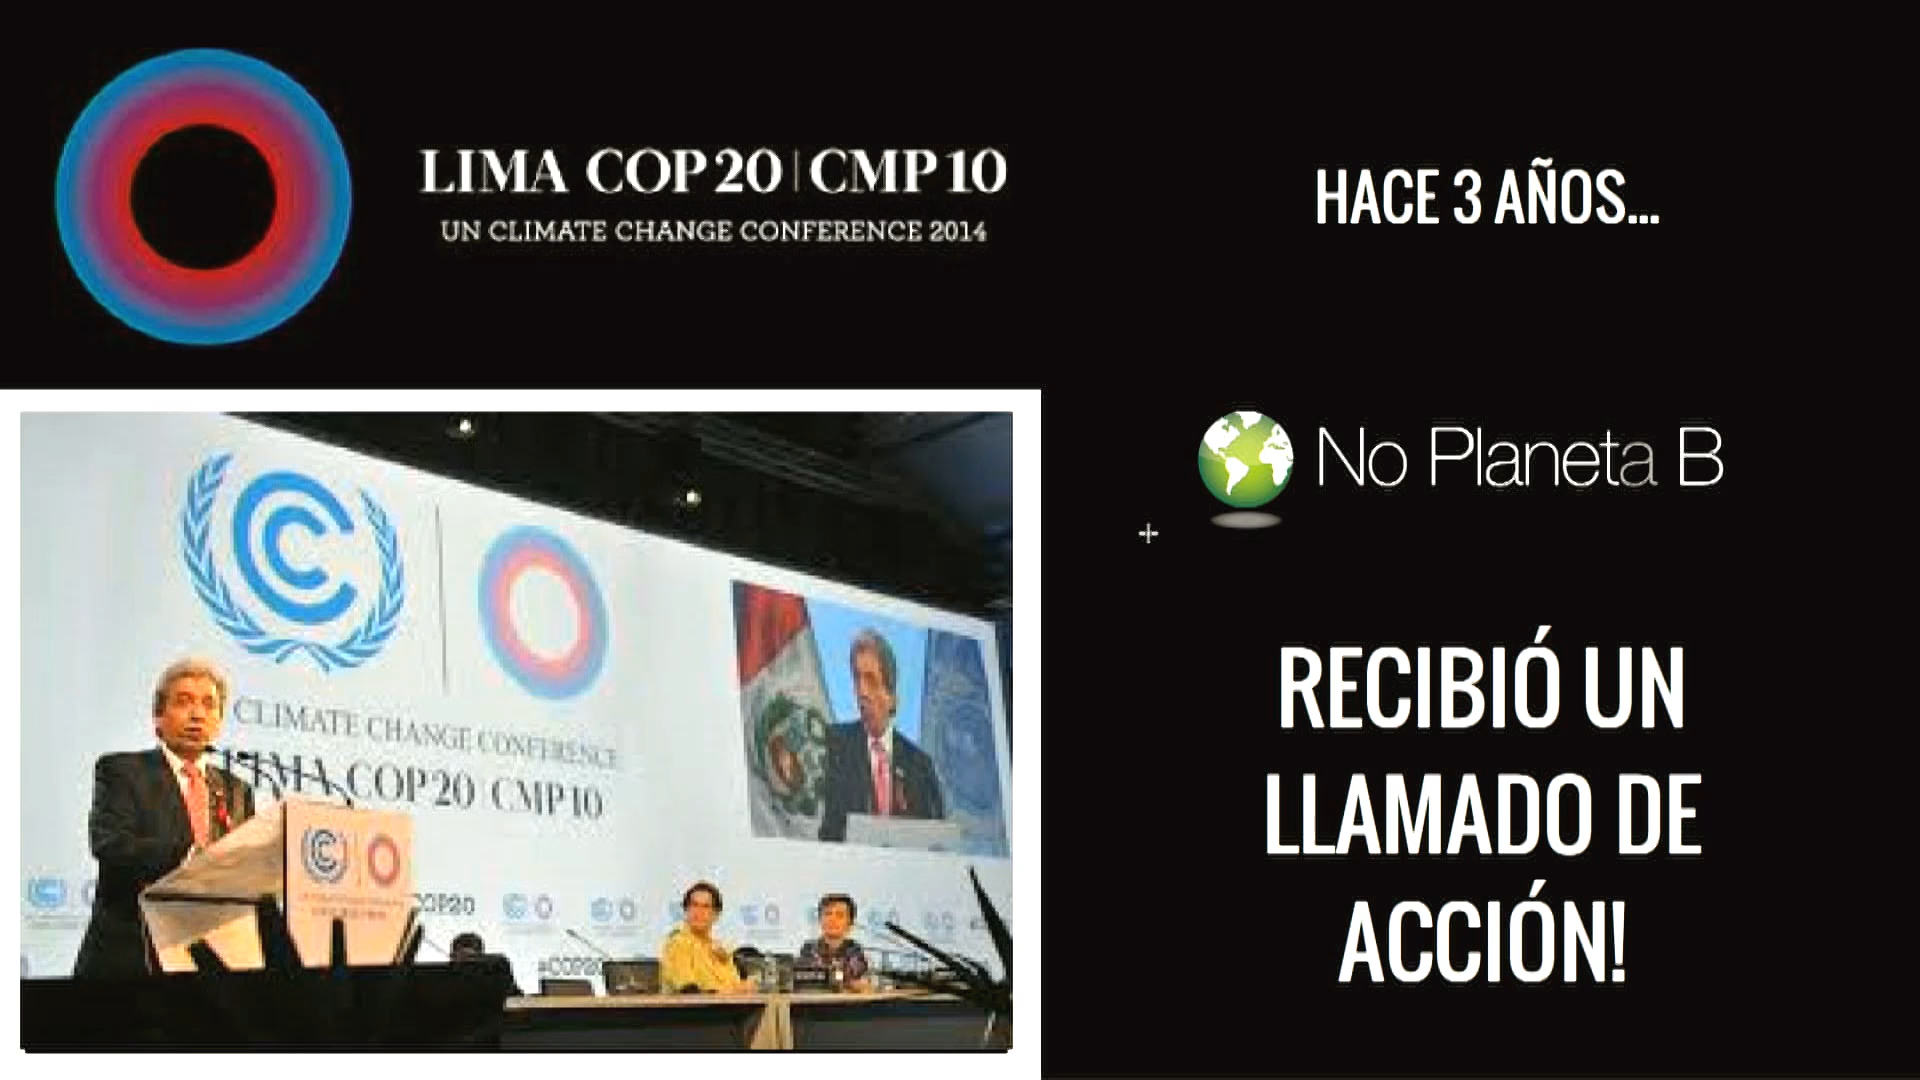 LIMA COP20 | CMP10
UN CLIMATE CHANGE CONFERENCE 2014
HACE 3 AÑOS...
No Planeta B
RECIBIÓ UN
LLAMADO DE
ACCIÓN!
CLIMATE CHANGE CONFERENCE
LIMA COP20 CMP10
COP20
#COP20